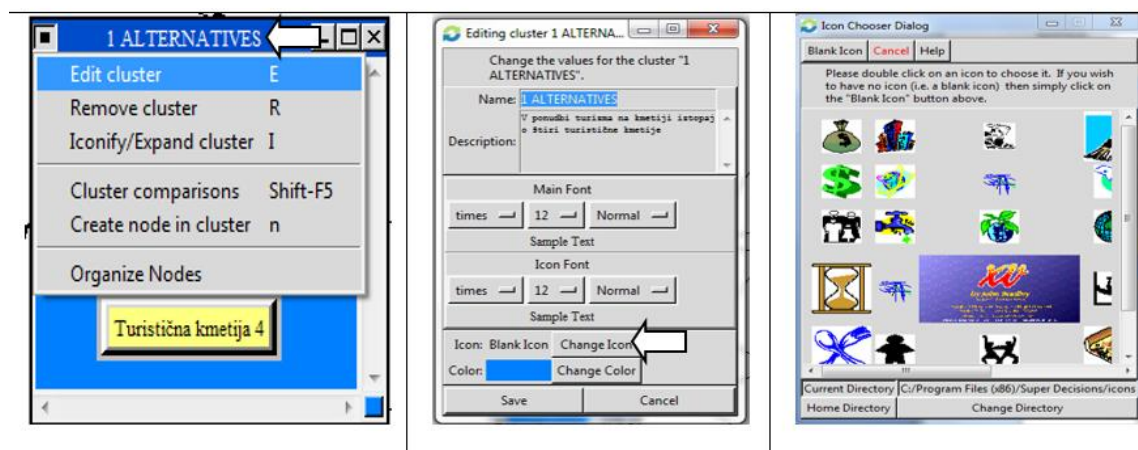 1 ALTERNATIVES
Edit cluster E
Remove cluster R
Iconify/Expand cluster I
Cluster comparisons Shift-F5
Create node in cluster n
Organize Nodes
Turistična kmetija 4
Editing cluster 1 ALTERNA...
Change the values for the cluster "1
ALTERNATIVES".
Name: 1 ALTERNATIVES
Description:
V ponudbi turizma na kmetiji istopaj
o štiri turistične kmetije
Main Font
times 12 Normal
Sample Text
Icon Font
times 12 Normal
Sample Text
Icon: Blank Icon Change Icon
Color: Change Color
Save Cancel
Icon Chooser Dialog
Blank Icon Cancel Help
Please double click on an icon to choose it. If you wish
to have no icon (i.e. a blank icon) then simply click on
the "Blank Icon" button above.
Current Directory C:/Program Files (x86)/Super Decisions/icons
Home Directory Change Directory